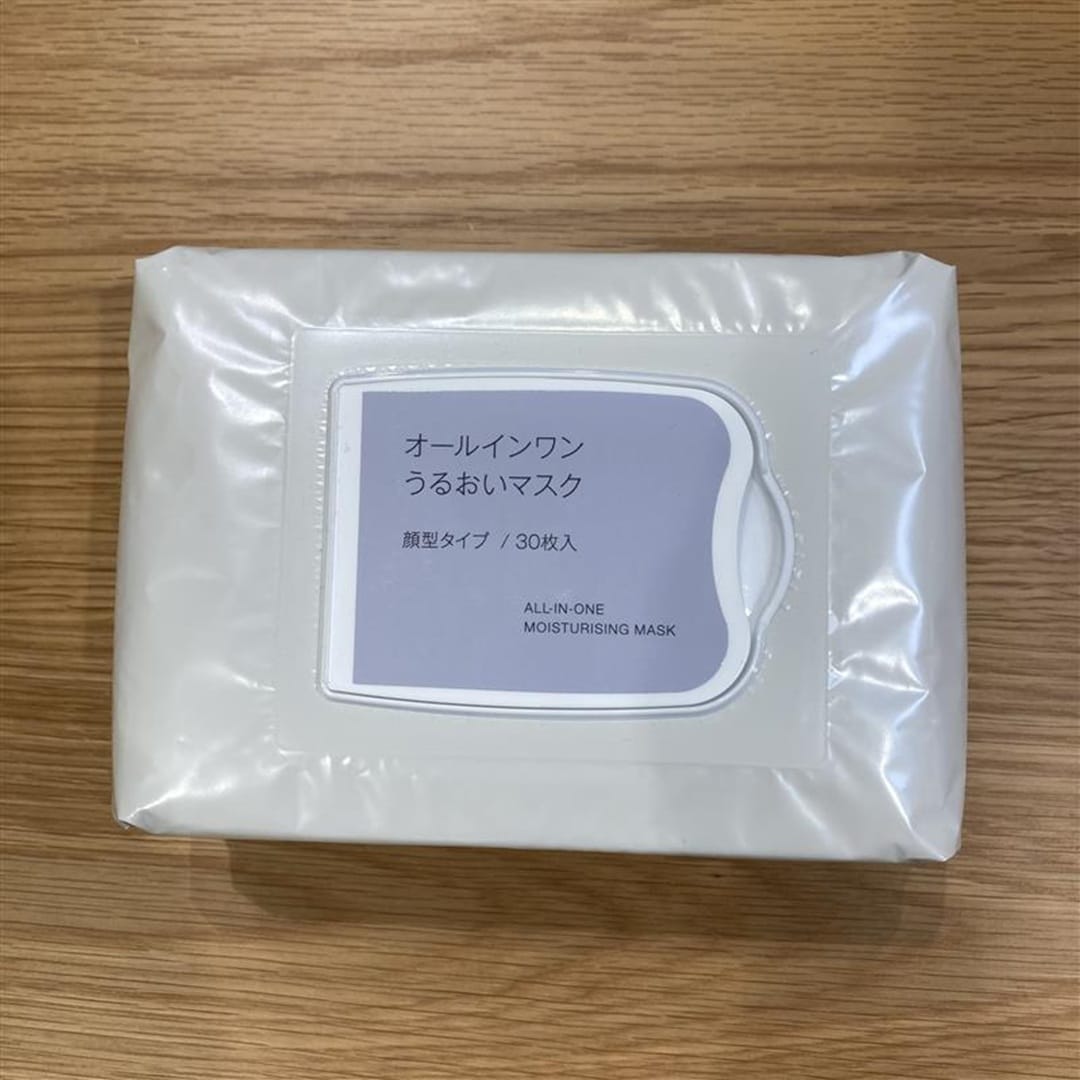 オールインワン
うるおいマスク
顔型タイプ / 30枚入
ALL-IN-ONE
MOISTURISING MASK